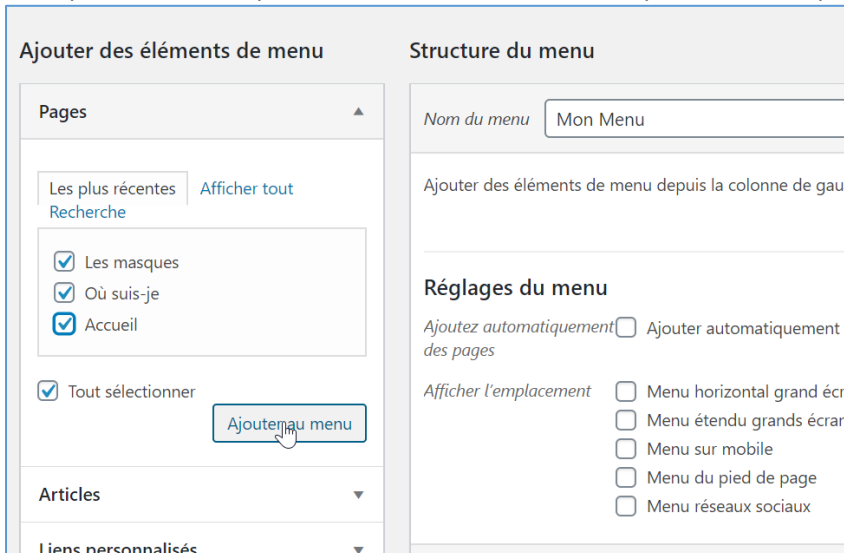 Ajouter des éléments de menu
Pages
Les plus récentes
Afficher tout
Recherche
Les masques
Où suis-je
Accueil
Tout sélectionner
Ajouter au menu
Articles
Liens personnalisés
Structure du menu
Nom du menu
Mon Menu
Ajouter des éléments de menu depuis la colonne de gau
Réglages du menu
Ajoutez automatiquement
des pages
Ajouter automatiquement
Afficher l'emplacement
Menu horizontal grand écr
Menu étendu grands écran
Menu sur mobile
Menu du pied de page
Menu réseaux sociaux